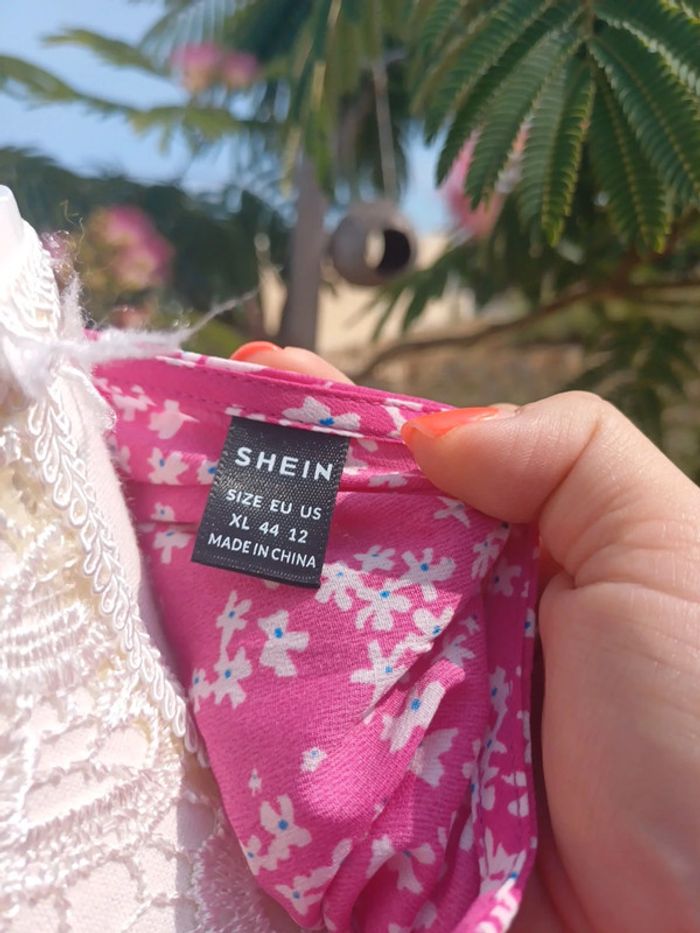 SHEIN
SIZE EU US
XL 44 12
MADE IN CHINA